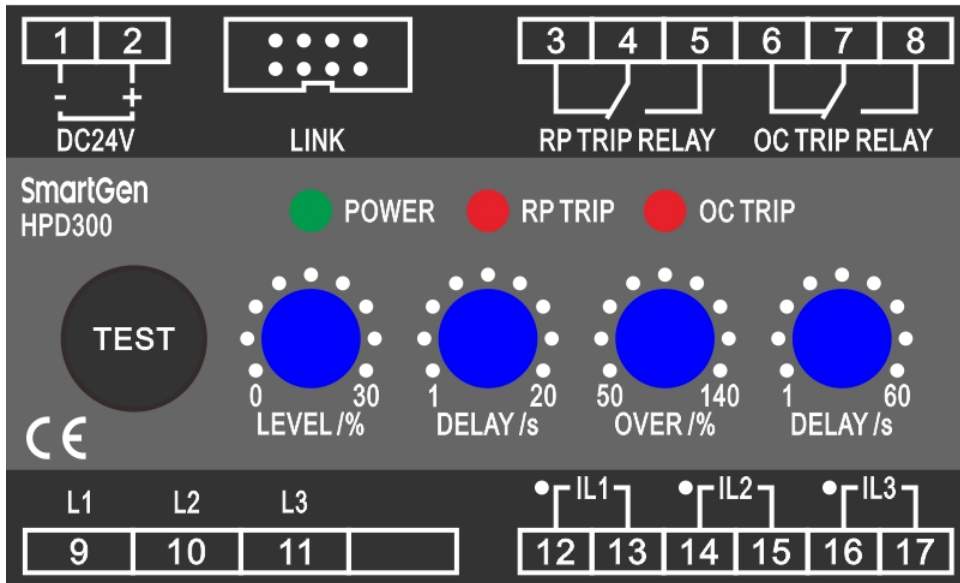 1 2 3 4 5 6 7 8
- +
DC24V LINK RP TRIP RELAY OC TRIP RELAY
SmartGen
HPD300
POWER RP TRIP OC TRIP
TEST
0 30 1 20 50 140 1 60
LEVEL/% DELAY/s OVER/% DELAY/s
CE
L1 L2 L3 IL1 IL2 IL3
9 10 11 12 13 14 15 16 17